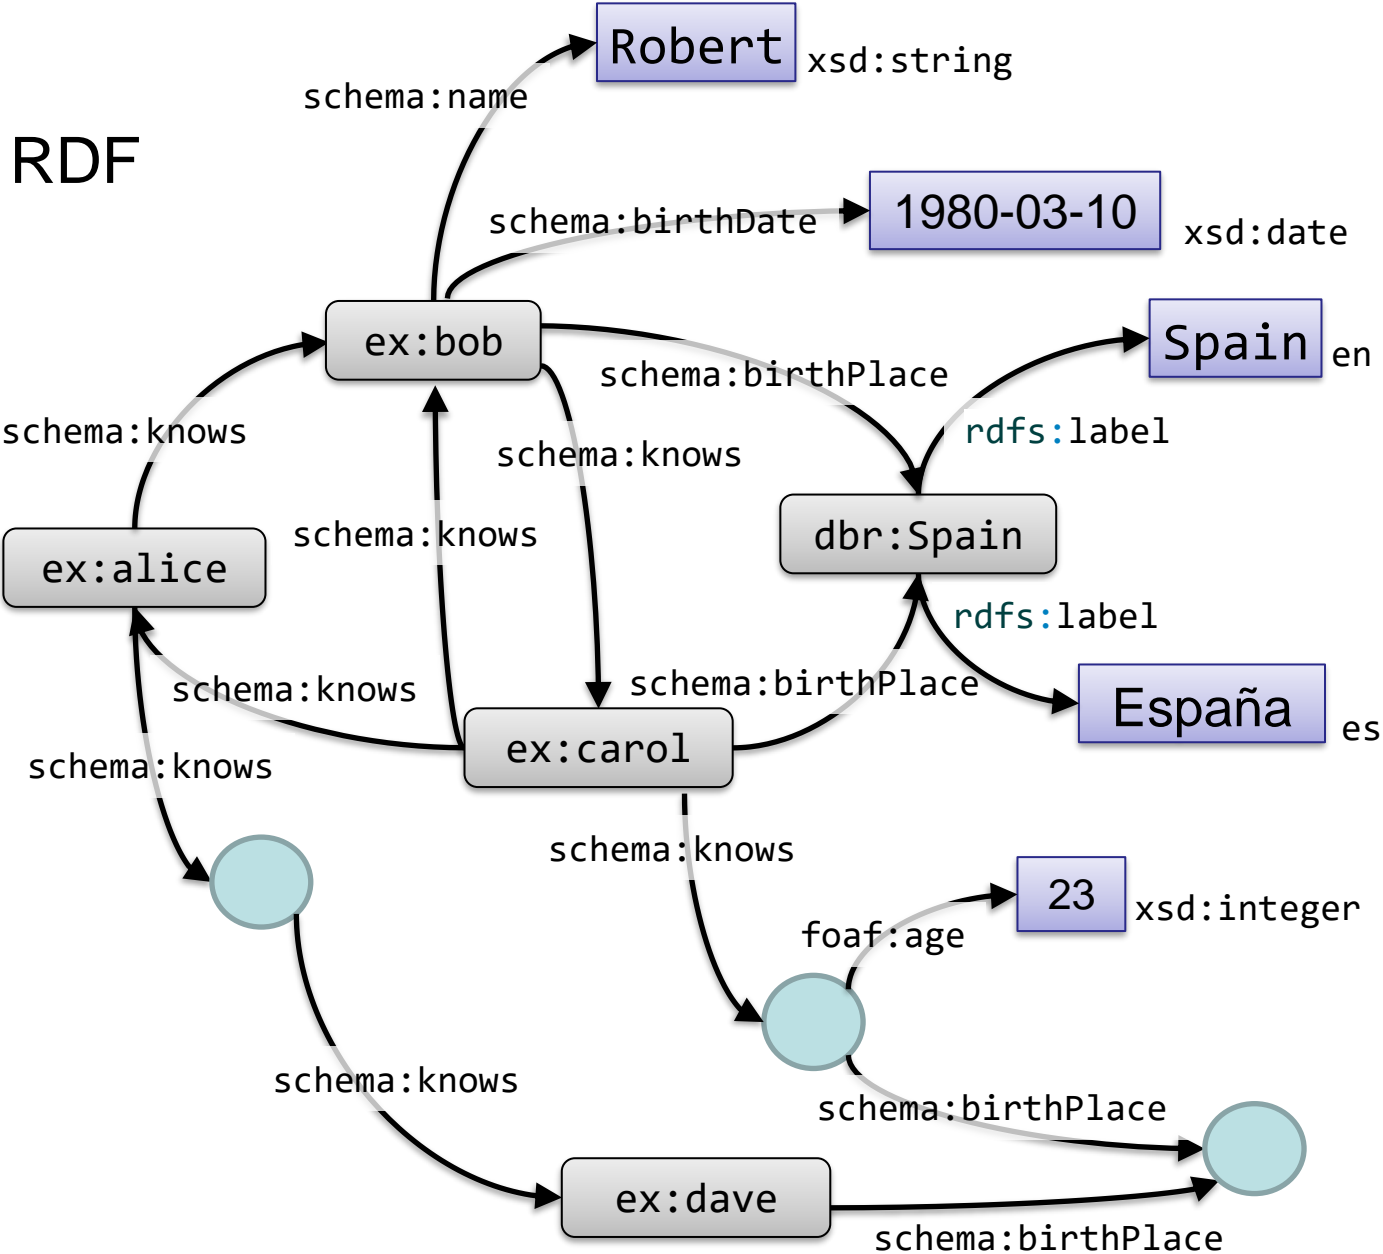 Robert
xsd:string
schema:name
RDF
1980-03-10
schema:birthDate
xsd:date
ex:bob
Spain
en
schema:birthPlace
schema:knows
rdfs:label
schema:knows
schema:knows
dbr:Spain
ex:alice
rdfs:label
schema:knows
schema:birthPlace
España
es
ex:carol
schema:knows
schema:knows
23
xsd:integer
foaf:age
schema:knows
schema:birthPlace
ex:dave
schema:birthPlace